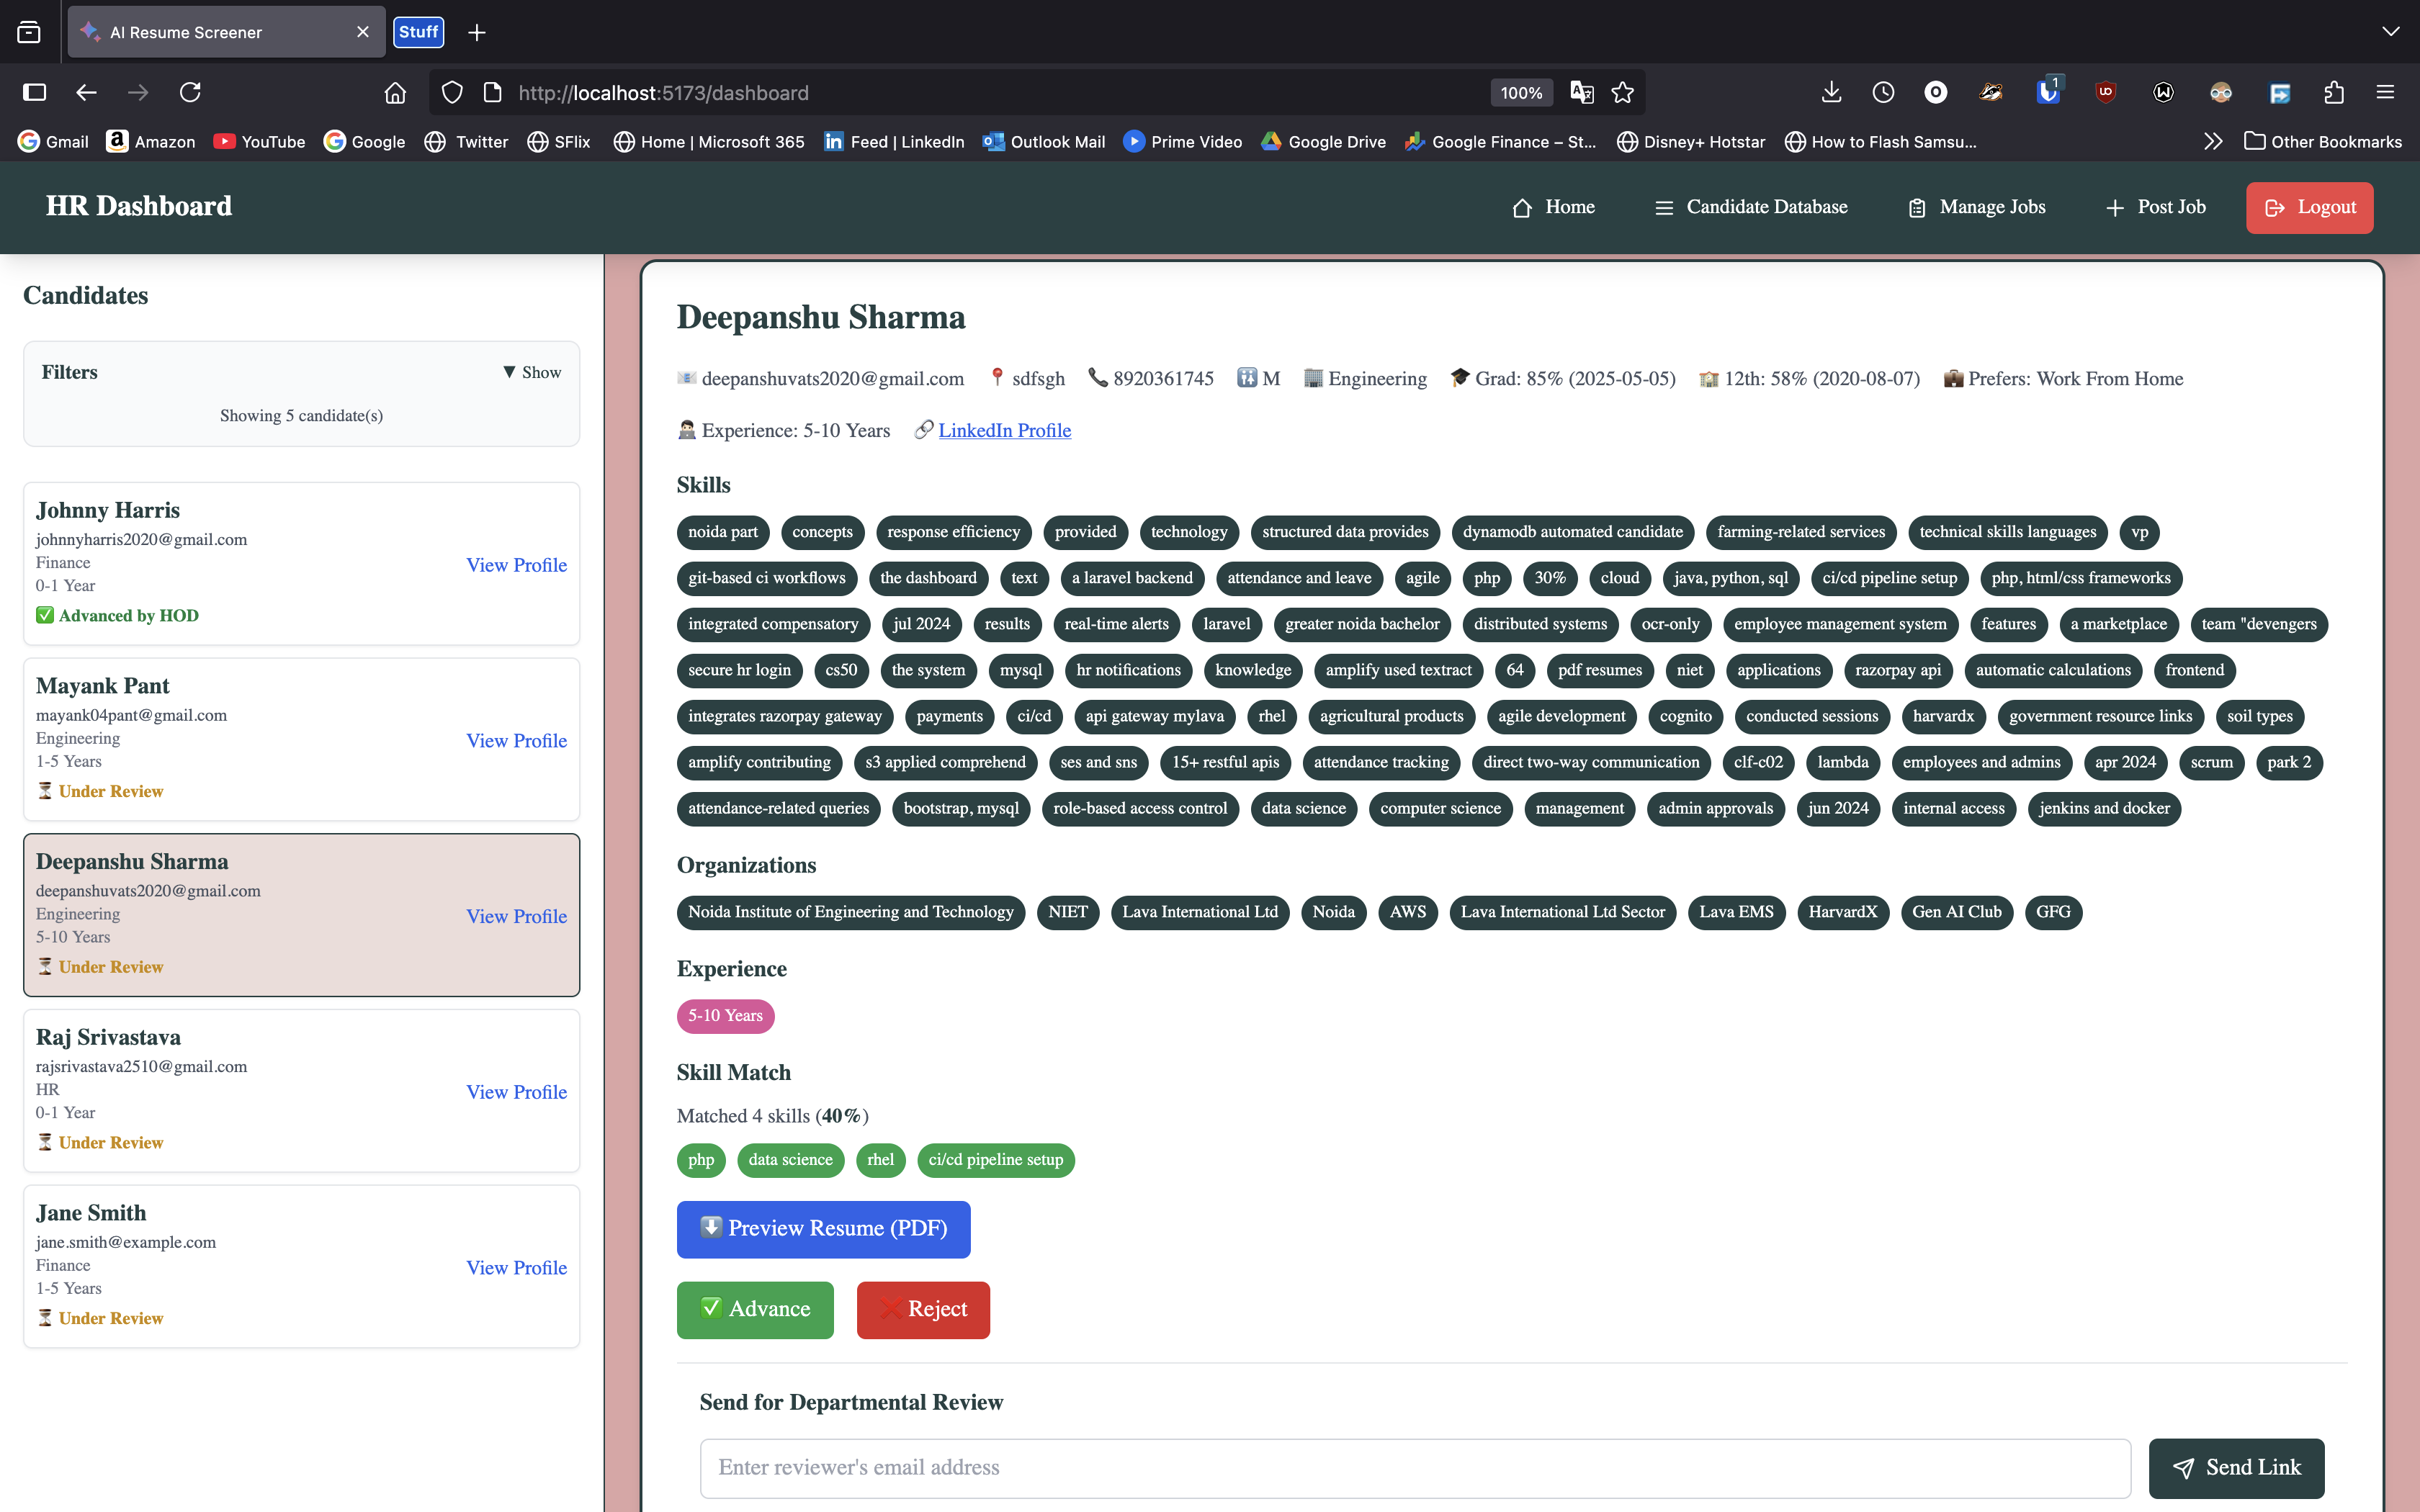 AI Resume Screener
Stuff
http://localhost:5173/dashboard
100%
1
Gmail Amazon YouTube Google Twitter SFlix Home | Microsoft 365 Feed | LinkedIn Outlook Mail Prime Video Google Drive Google Finance – St... Disney+ Hotstar How to Flash Samsu... Other Bookmarks
HR Dashboard
Home Candidate Database Manage Jobs Post Job Logout
Candidates
Filters
▼ Show
Showing 5 candidate(s)
Johnny Harris
johnnyharris2020@gmail.com
Finance
0-1 Year
✅ Advanced by HOD
View Profile
Mayank Pant
mayank04pant@gmail.com
Engineering
1-5 Years
⏳ Under Review
View Profile
Deepanshu Sharma
deepanshuvats2020@gmail.com
Engineering
5-10 Years
⏳ Under Review
View Profile
Raj Srivastava
rajsrivastava2510@gmail.com
HR
0-1 Year
⏳ Under Review
View Profile
Jane Smith
jane.smith@example.com
Finance
1-5 Years
⏳ Under Review
View Profile
Deepanshu Sharma
📧 deepanshuvats2020@gmail.com 📍 sdfsgh 📞 8920361745 🚻 M 🏢 Engineering 🎓 Grad: 85% (2025-05-05) 🏫 12th: 58% (2020-08-07) 💼 Prefers: Work From Home
👨🏻‍💻 Experience: 5-10 Years 🔗 LinkedIn Profile
Skills
noida part concepts response efficiency provided technology structured data provides dynamodb automated candidate farming-related services technical skills languages vp
git-based ci workflows the dashboard text a laravel backend attendance and leave agile php 30% cloud java, python, sql ci/cd pipeline setup php, html/css frameworks
integrated compensatory jul 2024 results real-time alerts laravel greater noida bachelor distributed systems ocr-only employee management system features a marketplace team "devengers
secure hr login cs50 the system mysql hr notifications knowledge amplify used textract 64 pdf resumes niet applications razorpay api automatic calculations frontend
integrates razorpay gateway payments ci/cd api gateway mylava rhel agricultural products agile development cognito conducted sessions harvardx government resource links soil types
amplify contributing s3 applied comprehend ses and sns 15+ restful apis attendance tracking direct two-way communication clf-c02 lambda employees and admins apr 2024 scrum park 2
attendance-related queries bootstrap, mysql role-based access control data science computer science management admin approvals jun 2024 internal access jenkins and docker
Organizations
Noida Institute of Engineering and Technology NIET Lava International Ltd Noida AWS Lava International Ltd Sector Lava EMS HarvardX Gen AI Club GFG
Experience
5-10 Years
Skill Match
Matched 4 skills (40%)
php data science rhel ci/cd pipeline setup
⬇️ Preview Resume (PDF)
✅ Advance ❌ Reject
Send for Departmental Review
Enter reviewer's email address
Send Link